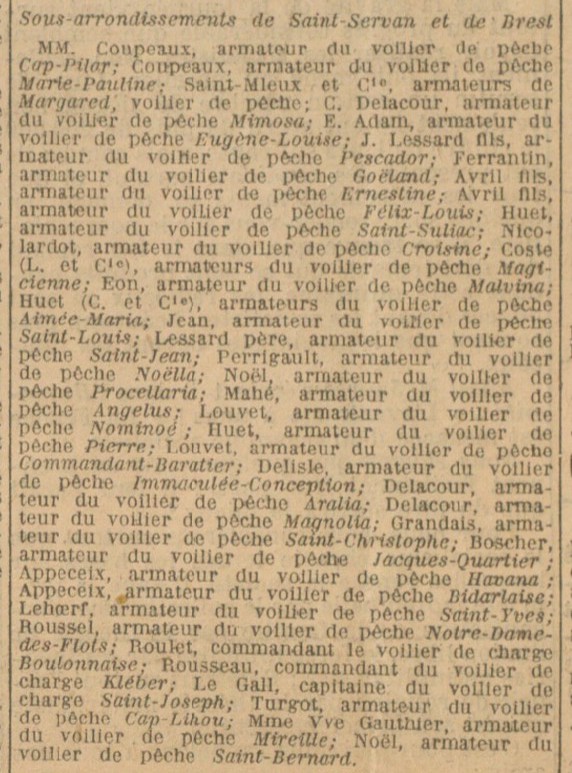 Sous-arrondissements de Saint-Servan et de Brest
MM. Coupeaux, armateur du voilier de pêche
Cap-Pilar; Coupeaux, armateur du voilier de pêche
Marie-Pauline; Saint-Mleux et Cie, armateurs de
Margared, voilier de pêche; C. Delacour, armateur
du voilier de pêche Mimosa; E. Adam, armateur du
voilier de pêche Eugène-Louise; J. Lessard fils, ar-
mateur du voilier de pêche Pescador; Ferrantin,
armateur du voilier de pêche Goëland; Avril fils,
armateur du voilier de pêche Ernestine; Avril fils,
armateur du voilier de pêche Félix-Louis; Huet,
armateur du voilier de pêche Saint-Suliac; Nico-
lardot, armateur du voilier de pêche Croisine; Coste
(L. et Cie), armateurs du voilier de pêche Magi-
cienne; Eon, armateur du voilier de pêche Malvina;
Huet (C. et Cie), armateurs du voilier de pêche
Aimée-Maria; Jean, armateur du voilier de pêche
Saint-Louis; Lessard père, armateur du voilier de
pêche Saint-Jean; Perrigault, armateur du voilier
de pêche Noëlla; Noël, armateur du voilier de
pêche Procellaria; Mahé, armateur du voilier de
pêche Angelus; Louvet, armateur du voilier de
pêche Nominoé; Huet, armateur du voilier de
pêche Pierre; Louvet, armateur du voilier de pêche
Commandant-Baratier; Delisle, armateur du voilier
de pêche Immaculée-Conception; Delacour, arma-
teur du voilier de pêche Aralia; Delacour, arma-
teur du voilier de pêche Magnolia; Grandais, arma-
teur du voilier de pêche Saint-Christophe; Boscher,
armateur du voilier de pêche Jacques-Quartier;
Appeceix, armateur du voilier de pêche Havana;
Appeceix, armateur du voilier de pêche Bidartaise;
Lehœrf, armateur du voilier de pêche Saint-Yves;
Roussel, armateur du voilier de pêche Notre-Dame-
des-Flots; Roulet, commandant le voilier de charge
Boulonnaise; Rousseau, commandant du voilier de
charge Kléber; Le Gall, capitaine du voilier de
charge Saint-Joseph; Turgot, armateur du voilier
de pêche Cap-Lihou; Mme Vve Gauthier, armateur
du voilier de pêche Mireille; Noël, armateur du
voilier de pêche Saint-Bernard.